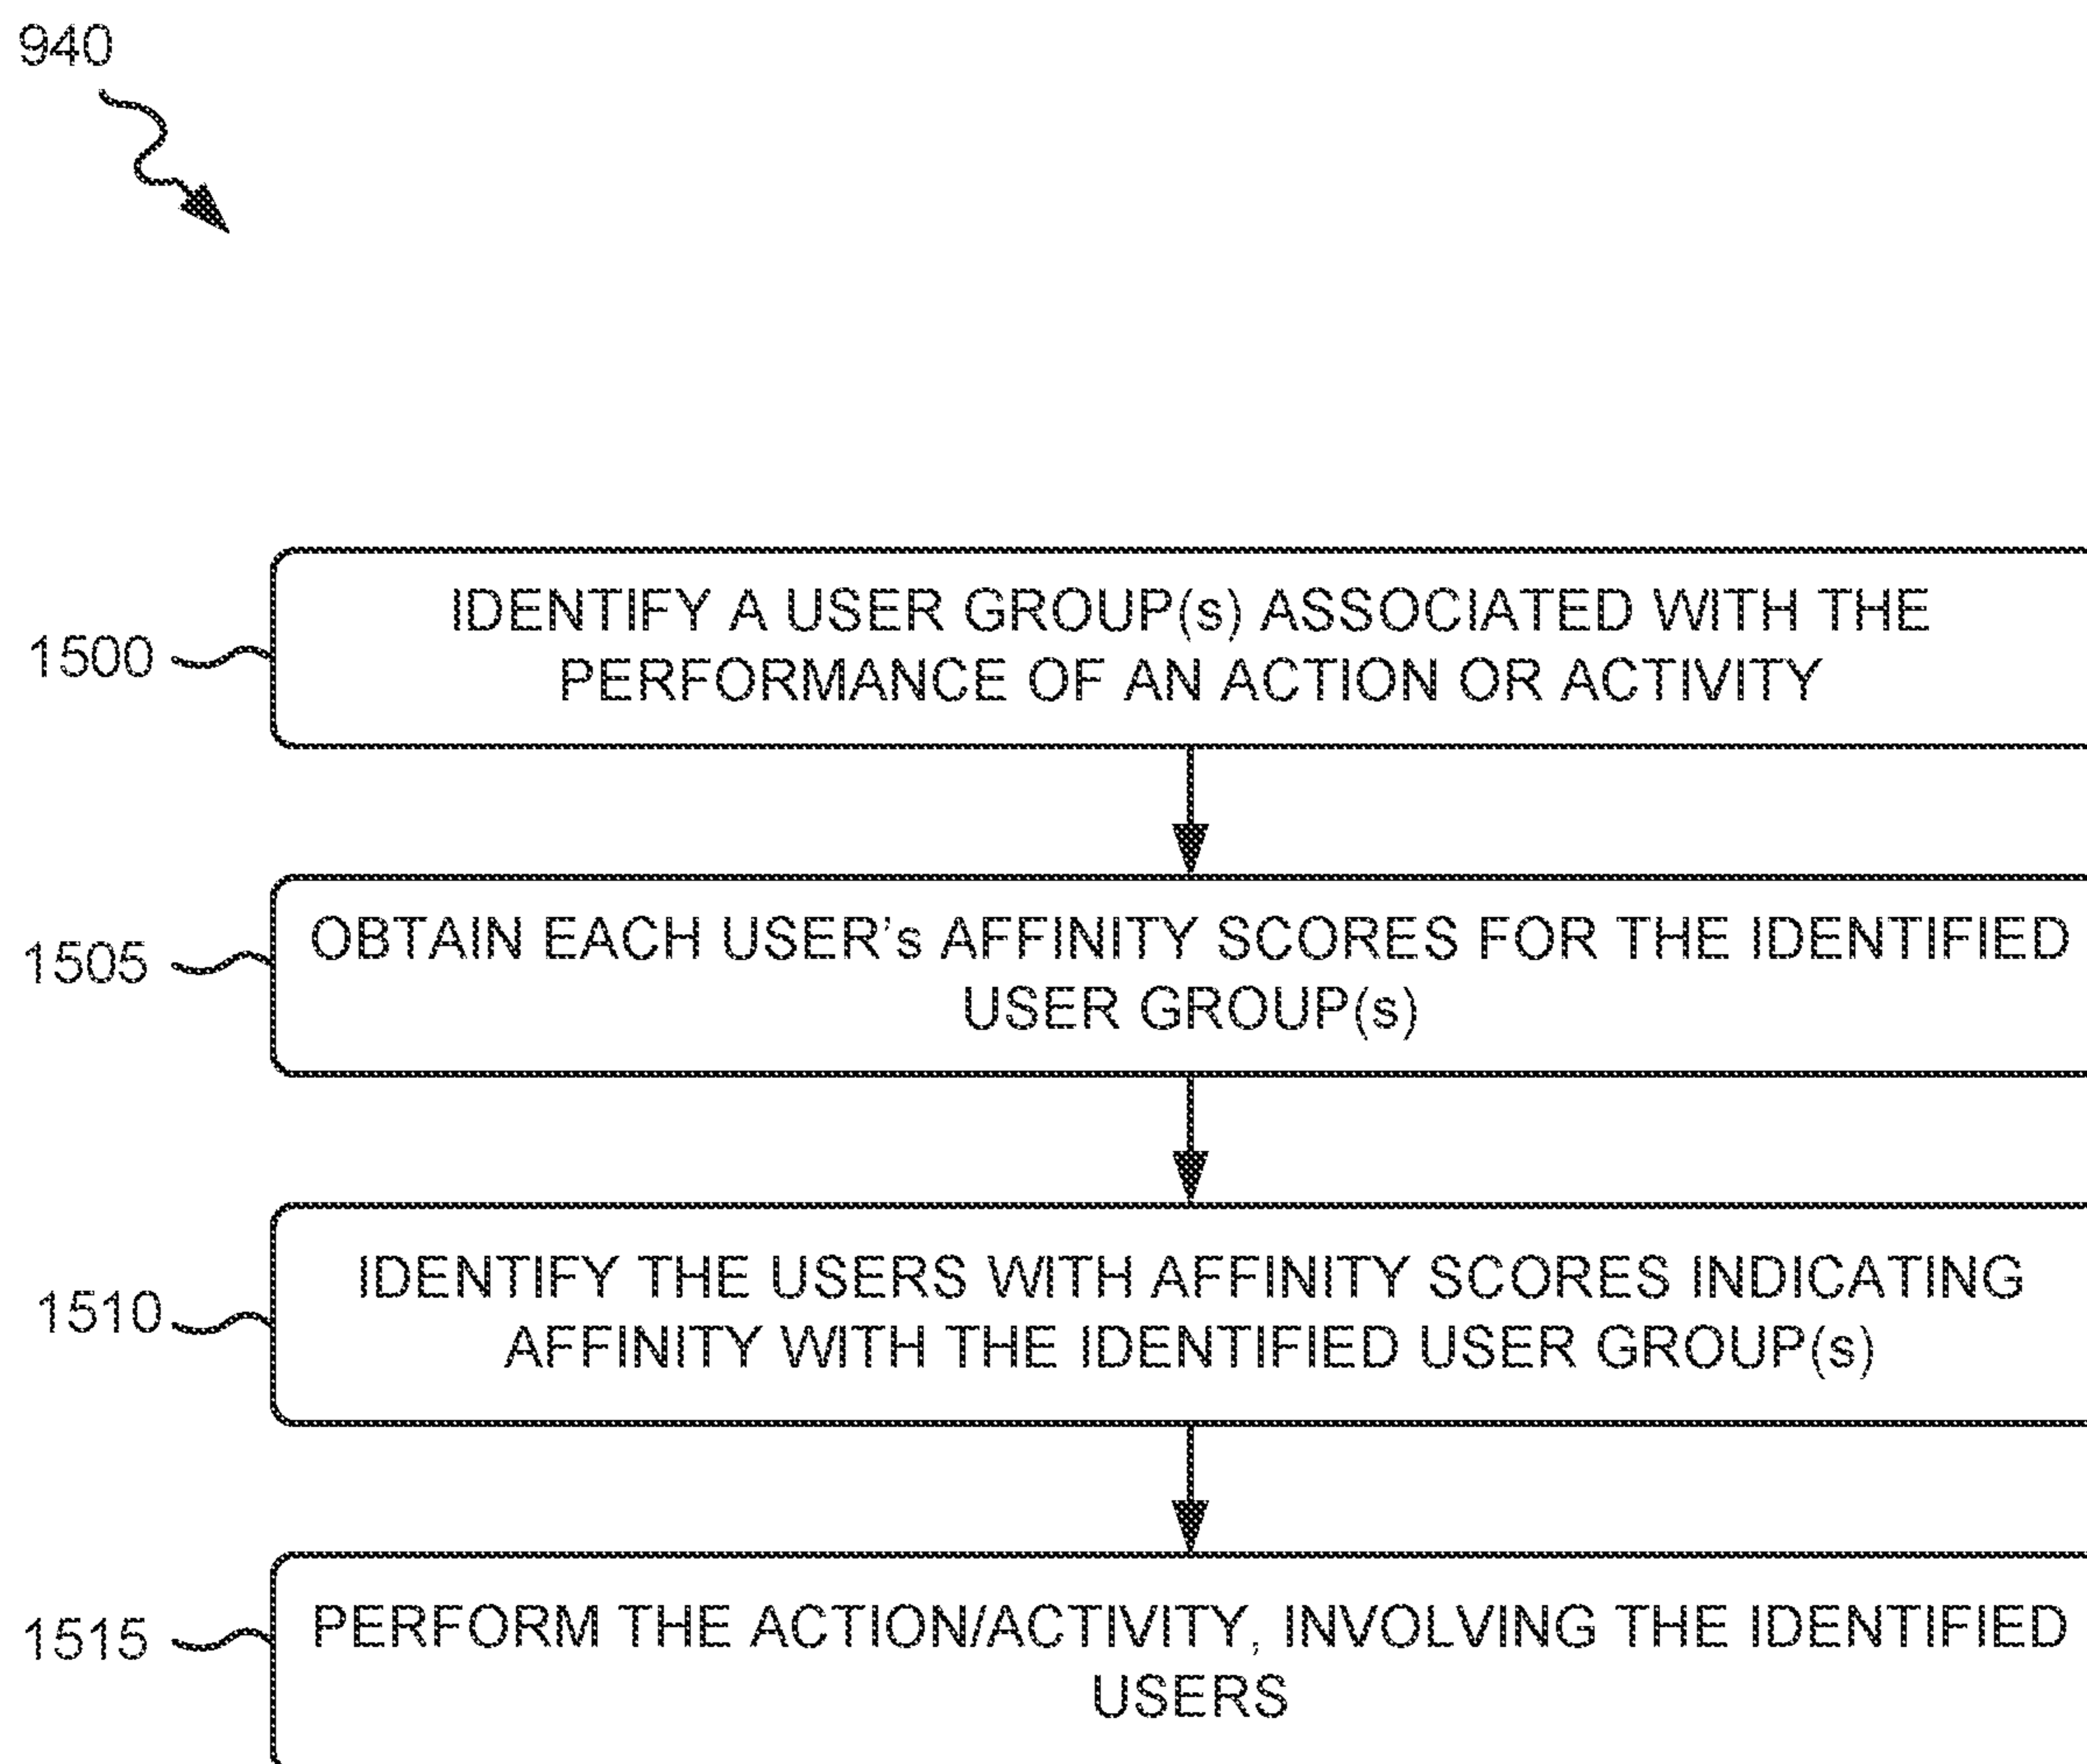 940
1500
IDENTIFY A USER GROUP(s) ASSOCIATED WITH THE
PERFORMANCE OF AN ACTION OR ACTIVITY
1505
OBTAIN EACH USER's AFFINITY SCORES FOR THE IDENTIFIED
USER GROUP(s)
1510
IDENTIFY THE USERS WITH AFFINITY SCORES INDICATING
AFFINITY WITH THE IDENTIFIED USER GROUP(s)
1515
PERFORM THE ACTION/ACTIVITY, INVOLVING THE IDENTIFIED
USERS